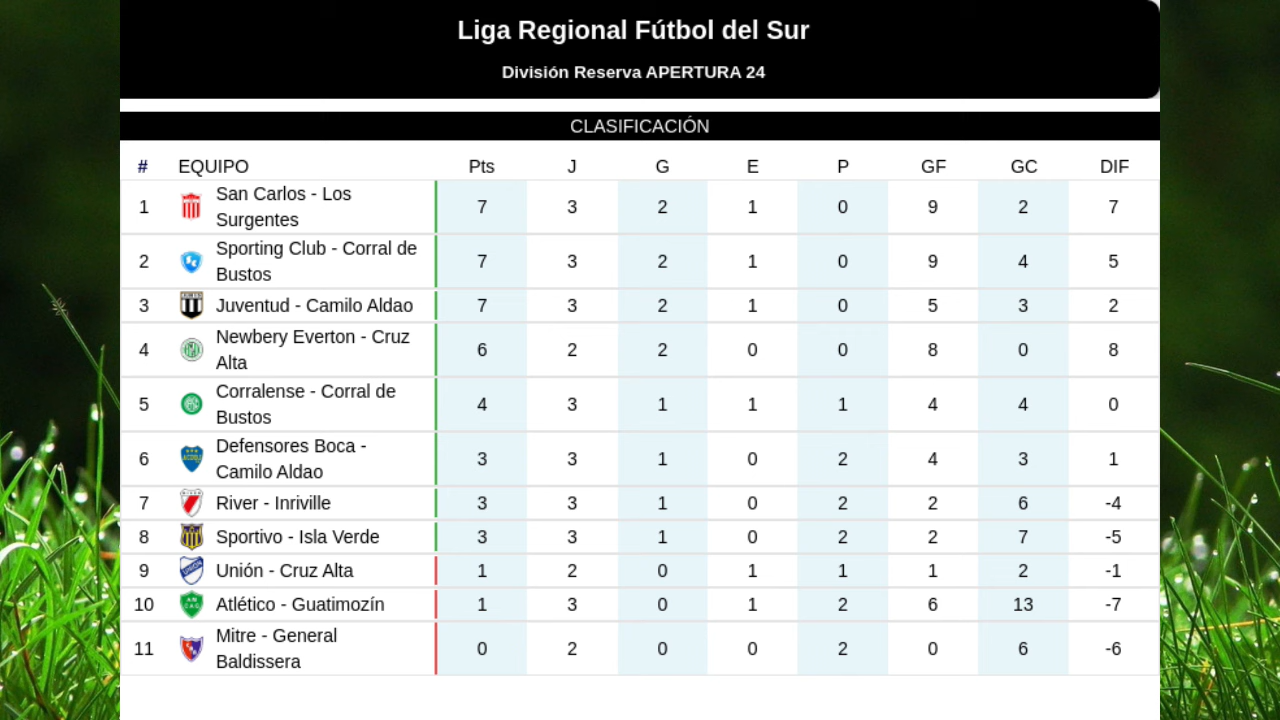 Liga Regional Fútbol del Sur
División Reserva APERTURA 24
CLASIFICACIÓN
# EQUIPO Pts J G E P GF GC DIF
1 San Carlos - Los Surgentes 7 3 2 1 0 9 2 7
2 Sporting Club - Corral de Bustos 7 3 2 1 0 9 4 5
3 Juventud - Camilo Aldao 7 3 2 1 0 5 3 2
4 Newbery Everton - Cruz Alta 6 2 2 0 0 8 0 8
5 Corralense - Corral de Bustos 4 3 1 1 1 4 4 0
6 Defensores Boca - Camilo Aldao 3 3 1 0 2 4 3 1
7 River - Inriville 3 3 1 0 2 2 6 -4
8 Sportivo - Isla Verde 3 3 1 0 2 2 7 -5
9 Unión - Cruz Alta 1 2 0 1 1 1 2 -1
10 Atlético - Guatimozín 1 3 0 1 2 6 13 -7
11 Mitre - General Baldissera 0 2 0 0 2 0 6 -6